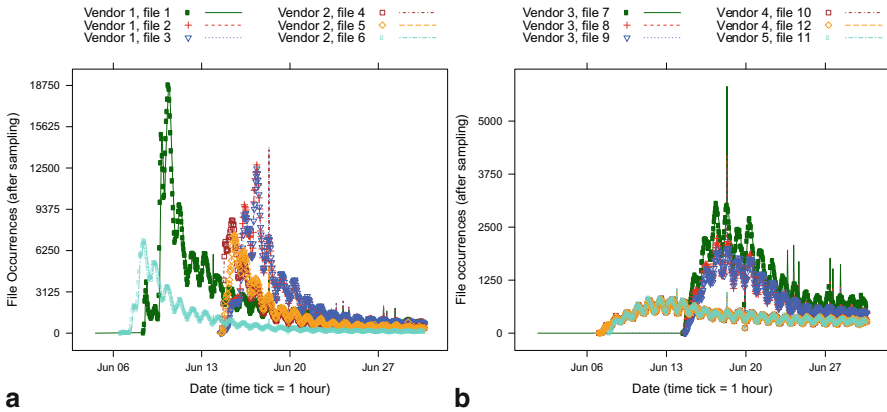 Vendor 1, file 1
Vendor 1, file 2
Vendor 1, file 3
Vendor 2, file 4
Vendor 2, file 5
Vendor 2, file 6
18750
15625
12500
9375
6250
3125
0
File Occurrences (after sampling)
Jun 06
Jun 13
Jun 20
Jun 27
Date (time tick = 1 hour)
a
Vendor 3, file 7
Vendor 3, file 8
Vendor 3, file 9
Vendor 4, file 10
Vendor 4, file 12
Vendor 5, file 11
5000
3750
2500
1250
0
File occurrences (after sampling)
Jun 06
Jun 13
Jun 20
Jun 27
Date (time tick = 1 hour)
b